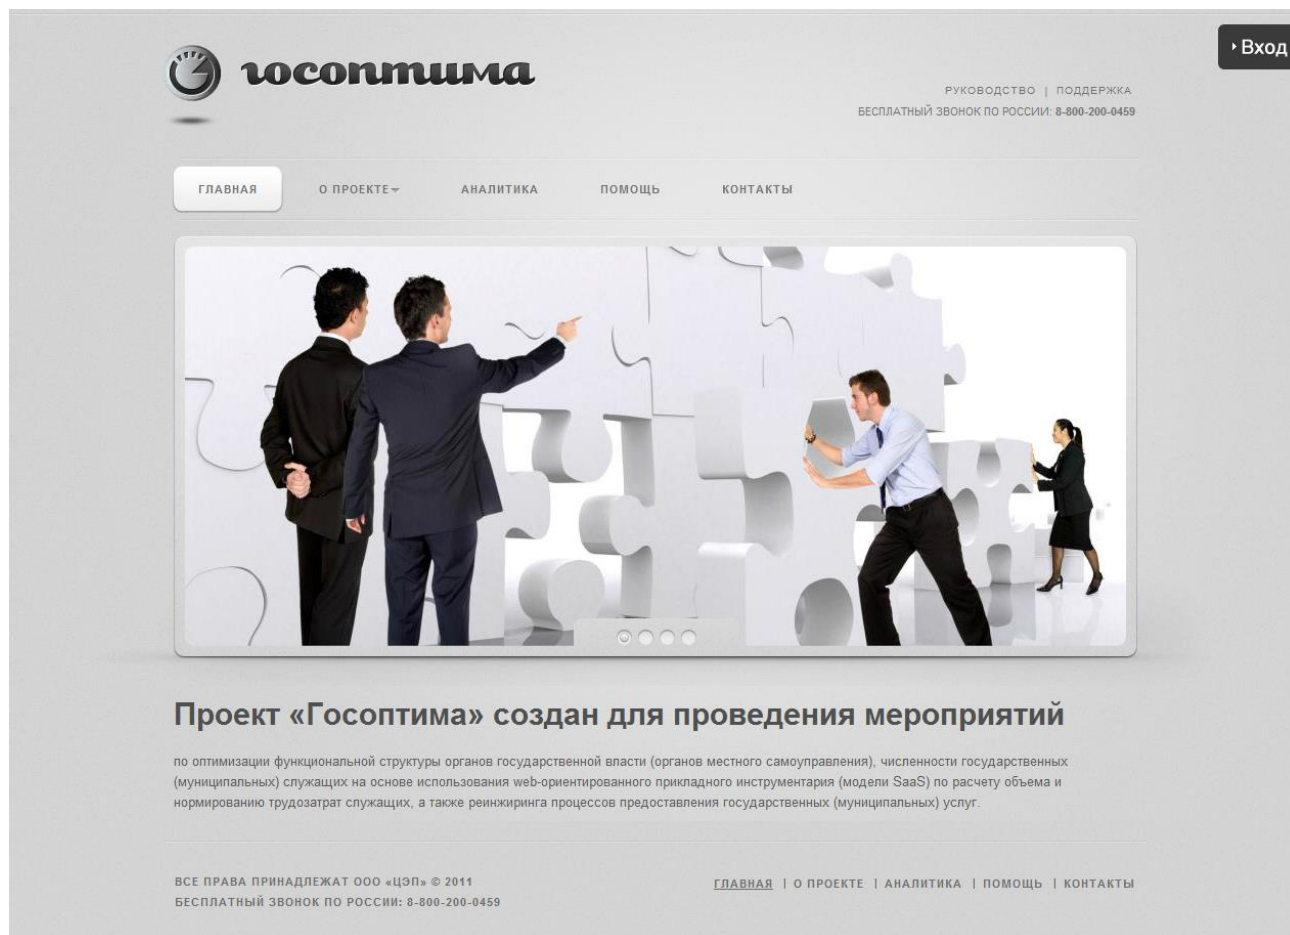 госоптима
Вход
РУКОВОДСТВО | ПОДДЕРЖКА
БЕСПЛАТНЫЙ ЗВОНОК ПО РОССИИ: 8-800-200-0459
ГЛАВНАЯ О ПРОЕКТЕ АНАЛИТИКА ПОМОЩЬ КОНТАКТЫ
Проект «Госоптима» создан для проведения мероприятий
по оптимизации функциональной структуры органов государственной власти (органов местного самоуправления), численности государственных
(муниципальных) служащих на основе использования web-ориентированного прикладного инструментария (модели SaaS) по расчету объема и
нормированию трудозатрат служащих, а также реинжиринга процессов предоставления государственных (муниципальных) услуг.
ВСЕ ПРАВА ПРИНАДЛЕЖАТ ООО «ЦЭП» © 2011
БЕСПЛАТНЫЙ ЗВОНОК ПО РОССИИ: 8-800-200-0459
ГЛАВНАЯ | О ПРОЕКТЕ | АНАЛИТИКА | ПОМОЩЬ | КОНТАКТЫ